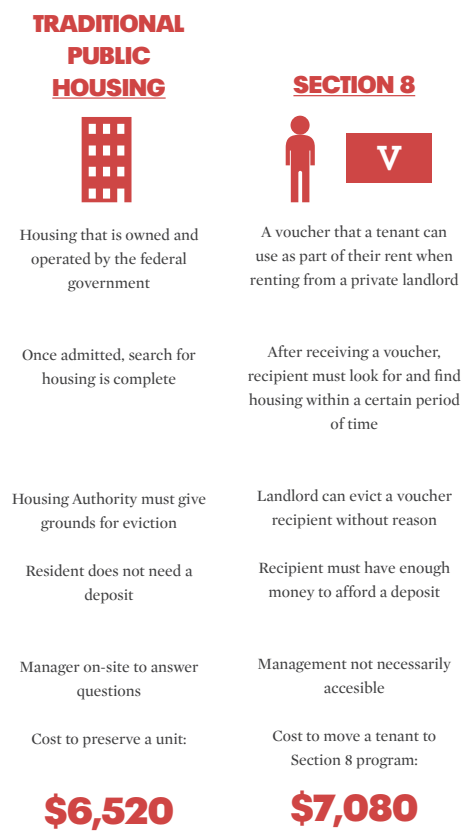 TRADITIONAL
PUBLIC
HOUSING
Housing that is owned and
operated by the federal
government
Once admitted, search for
housing is complete
Housing Authority must give
grounds for eviction
Resident does not need a
deposit
Manager on-site to answer
questions
Cost to preserve a unit:
$6,520
SECTION 8
V
A voucher that a tenant can
use as part of their rent when
renting from a private landlord
After receiving a voucher,
recipient must look for and find
housing within a certain period
of time
Landlord can evict a voucher
recipient without reason
Recipient must have enough
money to afford a deposit
Management not necessarily
accesible
Cost to move a tenant to
Section 8 program:
$7,080